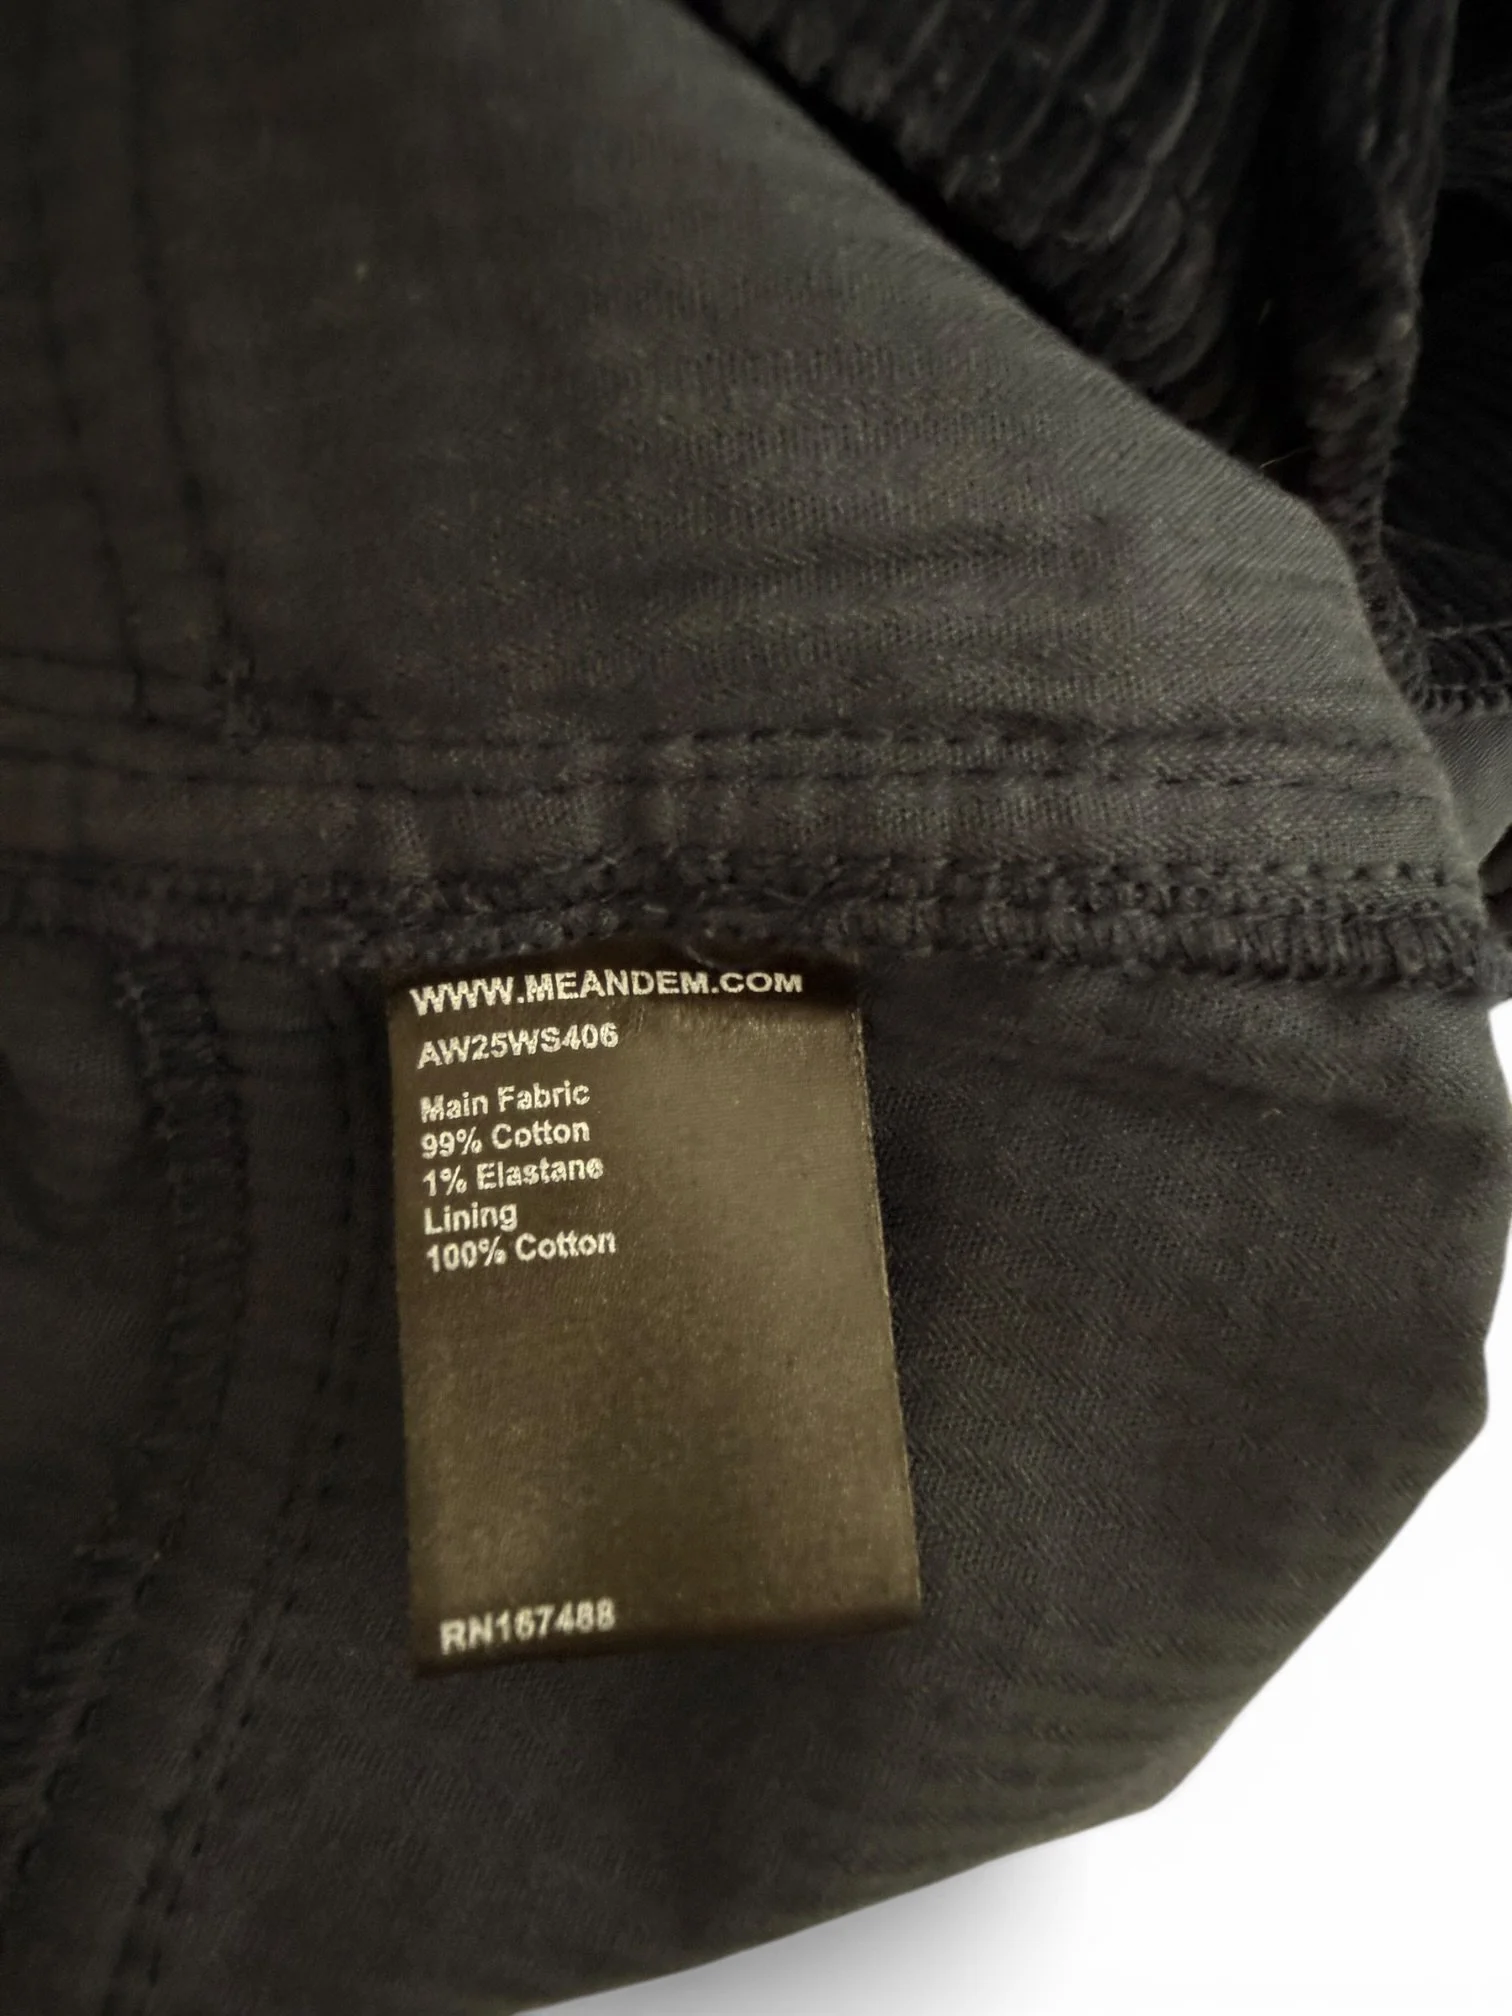 WWW.MEANDEM.COM
AW25WS406
Main Fabric
99% Cotton
1% Elastane
Lining
100% Cotton
RN167488